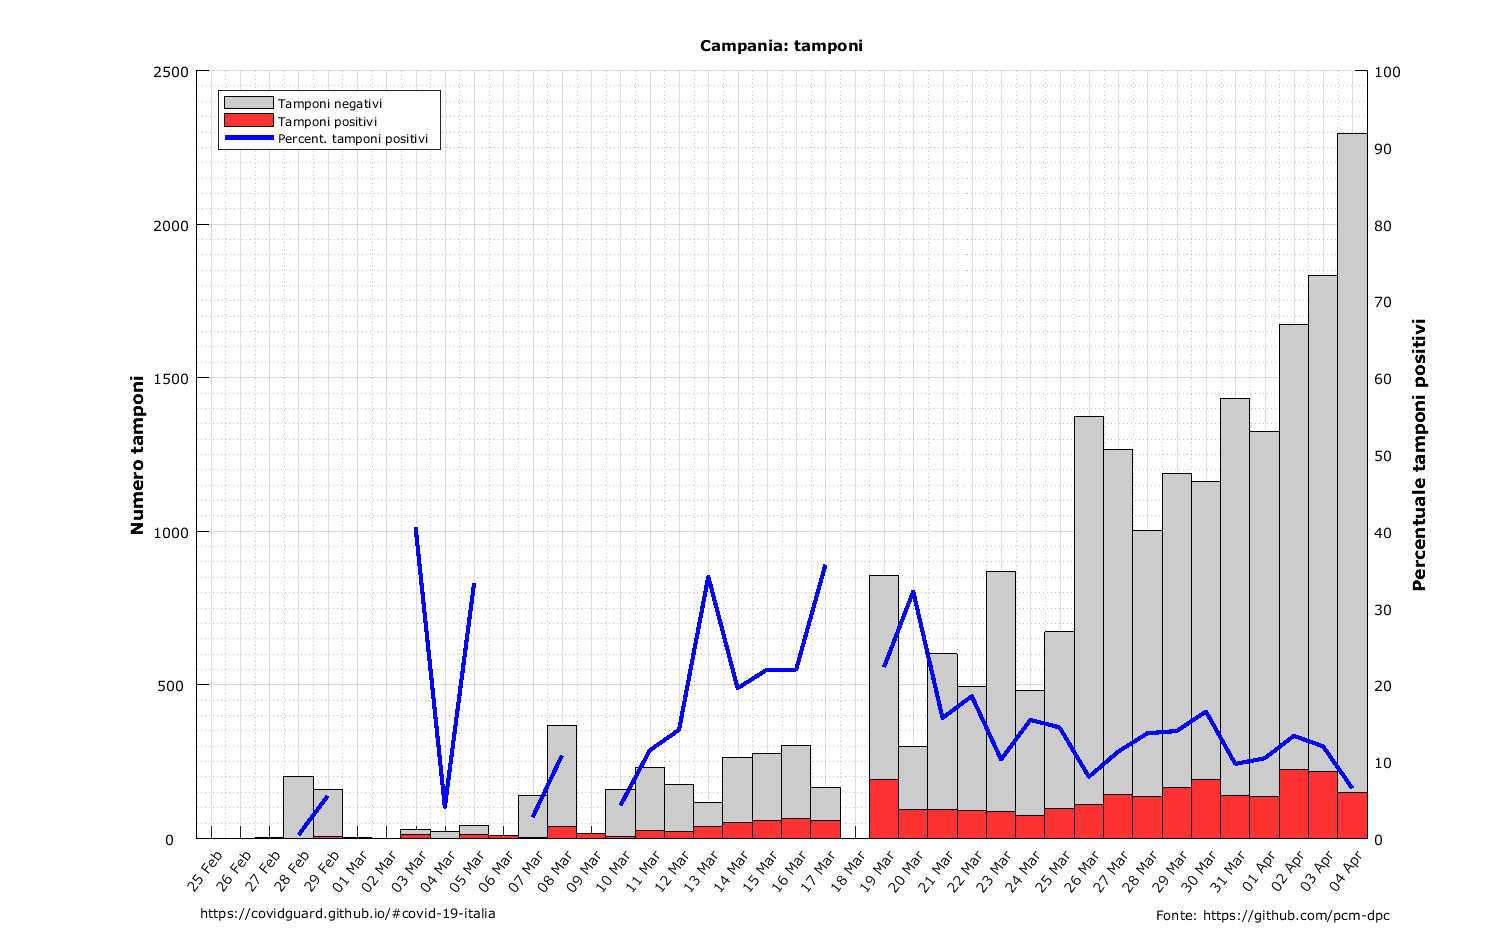 Campania: tamponi
2500
2000
1500
1000
500
0
Numero tamponi
Tamponi negativi
Tamponi positivi
Percent. tamponi positivi
100
90
80
70
60
50
40
30
20
10
0
Percentuale tamponi positivi
25 Feb
26 Feb
27 Feb
28 Feb
29 Feb
01 Mar
02 Mar
03 Mar
04 Mar
05 Mar
06 Mar
07 Mar
08 Mar
09 Mar
10 Mar
11 Mar
12 Mar
13 Mar
14 Mar
15 Mar
16 Mar
17 Mar
18 Mar
19 Mar
20 Mar
21 Mar
22 Mar
23 Mar
24 Mar
25 Mar
26 Mar
27 Mar
28 Mar
29 Mar
30 Mar
31 Mar
01 Apr
02 Apr
03 Apr
04 Apr
https://covidguard.github.io/#covid-19-italia
Fonte: https://github.com/pcm-dpc